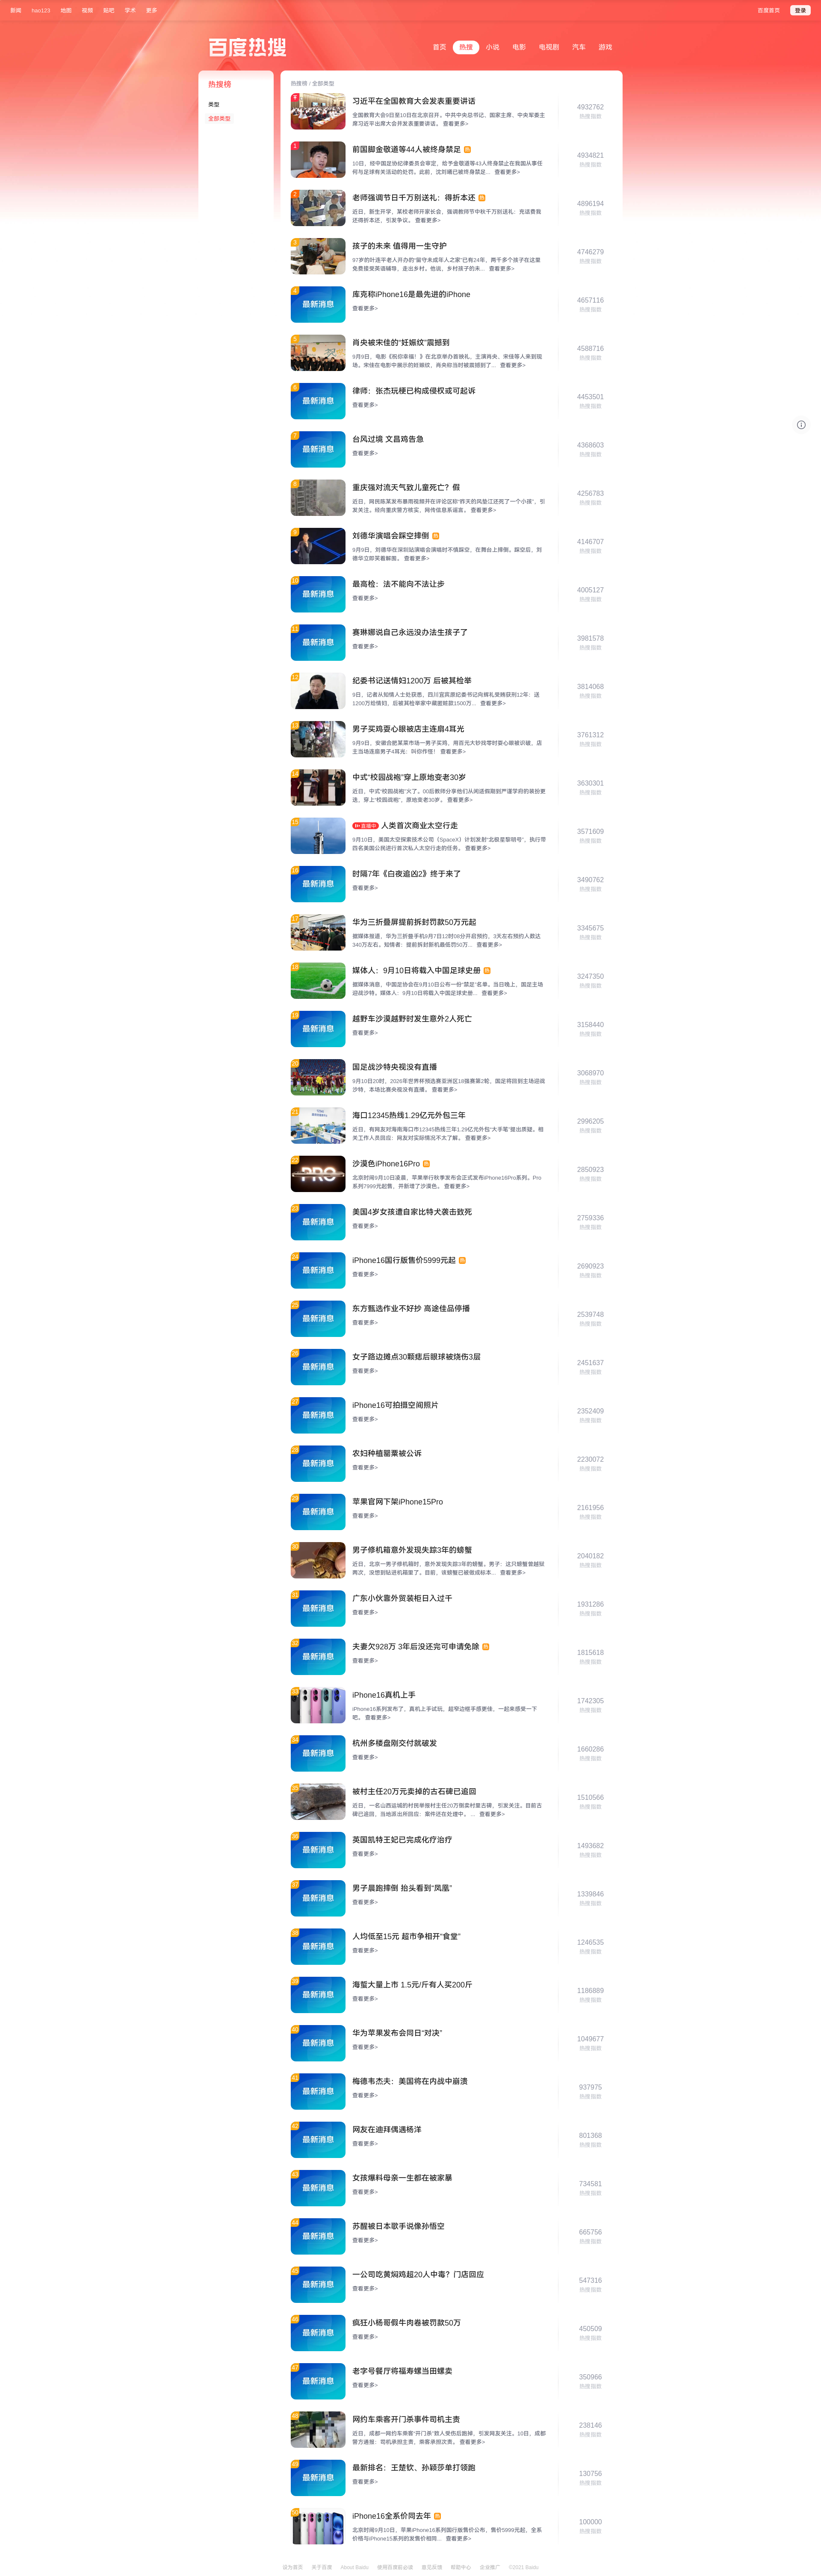 新闻 hao123 地图 视频 贴吧 学术 更多 百度首页 登录
百度热搜 首页 热搜 小说 电影 电视剧 汽车 游戏
热搜榜
类型
全部类型
热搜榜 / 全部类型
习近平在全国教育大会发表重要讲话
4932762
热搜指数
全国教育大会9日至10日在北京召开。中共中央总书记、国家主席、中央军委主
席习近平出席大会并发表重要讲话。 查看更多>
1
前国脚金敬道等44人被终身禁足 热
4934821
热搜指数
10日，经中国足协纪律委员会审定，给予金敬道等43人终身禁止在我国从事任
何与足球有关活动的处罚。此前，沈刘曦已被终身禁足... 查看更多>
2
老师强调节日千万别送礼：得折本还 热
4896194
热搜指数
近日，新生开学，某校老师开家长会，强调教师节中秋千万别送礼：充话费我
还得折本还，引发争议。 查看更多>
3
孩子的未来 值得用一生守护
4746279
热搜指数
97岁的叶连平老人开办的“留守未成年人之家”已有24年，两千多个孩子在这里
免费接受英语辅导，走出乡村。他说，乡村孩子的未... 查看更多>
4
最新消息
库克称iPhone16是最先进的iPhone
查看更多>
4657116
热搜指数
5
肖央被宋佳的“妊娠纹”震撼到
4588716
热搜指数
9月9日，电影《祝你幸福！》在北京举办首映礼，主演肖央、宋佳等人来到现
场。宋佳在电影中展示的妊娠纹，肖央称当时被震撼到了... 查看更多>
6
最新消息
律师：张杰玩梗已构成侵权或可起诉
查看更多>
4453501
热搜指数
7
最新消息
台风过境 文昌鸡告急
查看更多>
4368603
热搜指数
8
重庆强对流天气致儿童死亡？假
4256783
热搜指数
近日，网民陈某发布暴雨视频并在评论区称“昨天的风垫江还死了一个小孩”，引
发关注。经向重庆警方核实，网传信息系谣言。 查看更多>
9
刘德华演唱会踩空摔倒 热
4146707
热搜指数
9月9日，刘德华在深圳站演唱会演唱时不慎踩空，在舞台上摔倒。踩空后，刘
德华立即笑着解围。 查看更多>
10
最新消息
最高检：法不能向不法让步
查看更多>
4005127
热搜指数
11
最新消息
赛琳娜说自己永远没办法生孩子了
查看更多>
3981578
热搜指数
12
纪委书记送情妇1200万 后被其检举
3814068
热搜指数
9日，记者从知情人士处获悉，四川宜宾原纪委书记向辉礼受贿获刑12年：送
1200万给情妇，后被其检举家中藏匿赃款1500万... 查看更多>
13
男子买鸡耍心眼被店主连扇4耳光
3761312
热搜指数
9月9日，安徽合肥某菜市场一男子买鸡，用百元大钞找零时耍心眼被识破，店
主当场连扇男子4耳光：叫你作怪！ 查看更多>
14
中式“校园战袍”穿上原地变老30岁
3630301
热搜指数
近日，中式“校园战袍”火了。00后教师分享他们从闲适假期到严谨学府的装扮更
迭，穿上“校园战袍”，原地变老30岁。 查看更多>
15
直播中 人类首次商业太空行走
3571609
热搜指数
9月10日，美国太空探索技术公司（SpaceX）计划发射“北极星黎明号”，执行带
四名美国公民进行首次私人太空行走的任务。 查看更多>
16
最新消息
时隔7年《白夜追凶2》终于来了
查看更多>
3490762
热搜指数
17
华为三折叠屏提前拆封罚款50万元起
3345675
热搜指数
据媒体报道，华为三折叠手机9月7日12时08分开启预约，3天左右预约人数达
340万左右。知情者：提前拆封新机最低罚50万... 查看更多>
18
媒体人：9月10日将载入中国足球史册 热
3247350
热搜指数
据媒体消息，中国足协会在9月10日公布一份“禁足”名单。当日晚上，国足主场
迎战沙特。媒体人：9月10日将载入中国足球史册... 查看更多>
19
最新消息
越野车沙漠越野时发生意外2人死亡
查看更多>
3158440
热搜指数
20
国足战沙特央视没有直播
3068970
热搜指数
9月10日20时，2026年世界杯预选赛亚洲区18强赛第2轮，国足将回到主场迎战
沙特，本场比赛央视没有直播。 查看更多>
21
海口12345热线1.29亿元外包三年
2996205
热搜指数
近日，有网友对海南海口市12345热线三年1.29亿元外包“大手笔”提出质疑。相
关工作人员回应：网友对实际情况不太了解。 查看更多>
22
沙漠色iPhone16Pro 热
2850923
热搜指数
北京时间9月10日凌晨，苹果举行秋季发布会正式发布iPhone16Pro系列。Pro
系列7999元起售，并新增了沙漠色。 查看更多>
23
最新消息
美国4岁女孩遭自家比特犬袭击致死
查看更多>
2759336
热搜指数
24
最新消息
iPhone16国行版售价5999元起 热
查看更多>
2690923
热搜指数
25
最新消息
东方甄选作业不好抄 高途佳品停播
查看更多>
2539748
热搜指数
26
最新消息
女子路边摊点30颗痣后眼球被烧伤3层
查看更多>
2451637
热搜指数
27
最新消息
iPhone16可拍摄空间照片
查看更多>
2352409
热搜指数
28
最新消息
农妇种植罂粟被公诉
查看更多>
2230072
热搜指数
29
最新消息
苹果官网下架iPhone15Pro
查看更多>
2161956
热搜指数
30
男子修机箱意外发现失踪3年的螃蟹
2040182
热搜指数
近日，北京一男子修机箱时，意外发现失踪3年的螃蟹。男子：这只螃蟹曾越狱
两次，没想到钻进机箱里了。目前，该螃蟹已被做成标本... 查看更多>
31
最新消息
广东小伙靠外贸装柜日入过千
查看更多>
1931286
热搜指数
32
最新消息
夫妻欠928万 3年后没还完可申请免除 热
查看更多>
1815618
热搜指数
33
iPhone16真机上手
1742305
热搜指数
iPhone16系列发布了，真机上手试玩，超窄边框手感更佳，一起来感受一下
吧。 查看更多>
34
最新消息
杭州多楼盘刚交付就破发
查看更多>
1660286
热搜指数
35
被村主任20万元卖掉的古石碑已追回
1510566
热搜指数
近日，一名山西运城的村民举报村主任20万倒卖村里古碑，引发关注。目前古
碑已追回，当地派出所回应：案件还在处理中。 ... 查看更多>
36
最新消息
英国凯特王妃已完成化疗治疗
查看更多>
1493682
热搜指数
37
最新消息
男子晨跑摔倒 抬头看到“凤凰”
查看更多>
1339846
热搜指数
38
最新消息
人均低至15元 超市争相开“食堂”
查看更多>
1246535
热搜指数
39
最新消息
海蜇大量上市 1.5元/斤有人买200斤
查看更多>
1186889
热搜指数
40
最新消息
华为苹果发布会同日“对决”
查看更多>
1049677
热搜指数
41
最新消息
梅德韦杰夫：美国将在内战中崩溃
查看更多>
937975
热搜指数
42
最新消息
网友在迪拜偶遇杨洋
查看更多>
801368
热搜指数
43
最新消息
女孩爆料母亲一生都在被家暴
查看更多>
734581
热搜指数
44
最新消息
苏醒被日本歌手说像孙悟空
查看更多>
665756
热搜指数
45
最新消息
一公司吃黄焖鸡超20人中毒？门店回应
查看更多>
547316
热搜指数
46
最新消息
疯狂小杨哥假牛肉卷被罚款50万
查看更多>
450509
热搜指数
47
最新消息
老字号餐厅将福寿螺当田螺卖
查看更多>
350966
热搜指数
48
网约车乘客开门杀事件司机主责
238146
热搜指数
近日，成都一网约车乘客“开门杀”致人受伤后跑掉，引发网友关注。10日，成都
警方通报：司机承担主责，乘客承担次责。 查看更多>
49
最新消息
最新排名：王楚钦、孙颖莎单打领跑
查看更多>
130756
热搜指数
50
iPhone16全系价同去年 热
100000
热搜指数
北京时间9月10日，苹果iPhone16系列国行版售价公布，售价5999元起，全系
价格与iPhone15系列的发售价相同... 查看更多>
设为首页 关于百度 About Baidu 使用百度前必读 意见反馈 帮助中心 企业推广 ©2021 Baidu